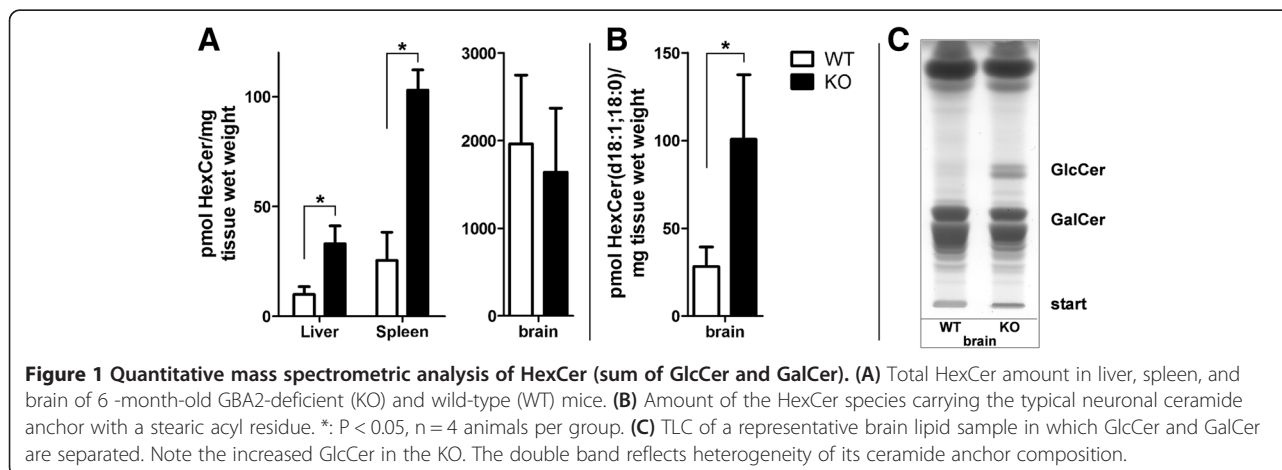 A
pmol HexCer/mg
tissue wet weight
100
50
0
*
*
Liver
Spleen
3000
2000
1000
0
brain
B
pmol HexCer(d18:1;18:0)/
mg tissue wet weight
150
100
50
0
*
brain
WT
KO
C
GlcCer
GalCer
start
WT
KO
brain
Figure 1 Quantitative mass spectrometric analysis of HexCer (sum of GlcCer and GalCer). (A) Total HexCer amount in liver, spleen, and
brain of 6 -month-old GBA2-deficient (KO) and wild-type (WT) mice. (B) Amount of the HexCer species carrying the typical neuronal ceramide
anchor with a stearic acyl residue. *: P < 0.05, n = 4 animals per group. (C) TLC of a representative brain lipid sample in which GlcCer and GalCer
are separated. Note the increased GlcCer in the KO. The double band reflects heterogeneity of its ceramide anchor composition.